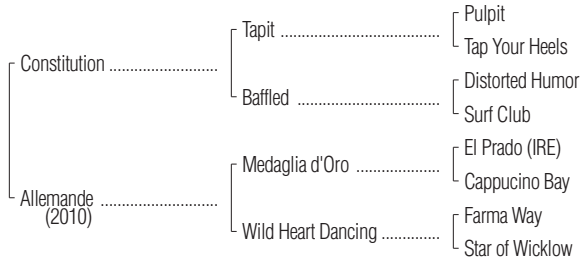 Pulpit
Tapit ..........................................
Tap Your Heels
Constitution .............................
Distorted Humor
Baffled ......................................
Surf Club
El Prado (IRE)
Medaglia d'Oro ......................
Cappucino Bay
Allemande ...............................
(2010)
Farma Way
Wild Heart Dancing .................
Star of Wicklow